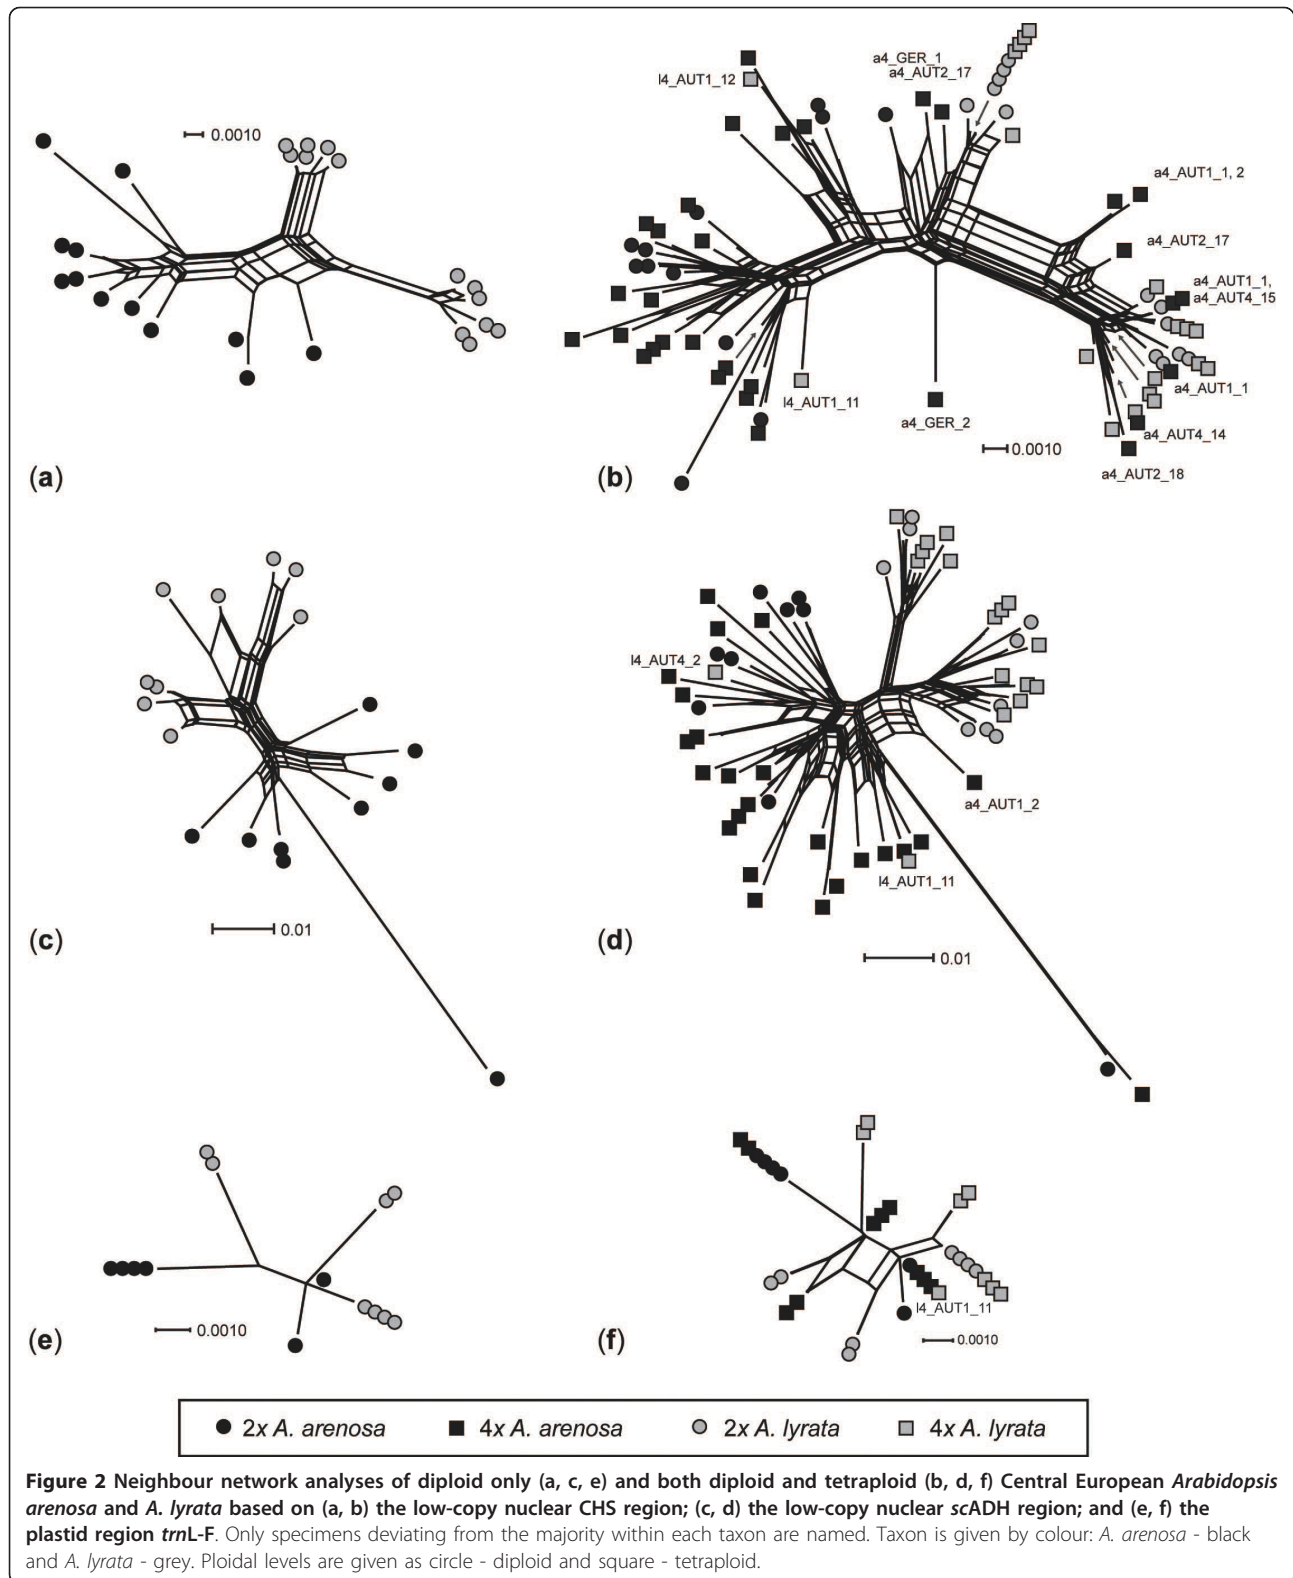 0.0010
(a)
l4_AUT1_12
a4_GER_1
a4_AUT2_17
a4_AUT1_1, 2
a4_AUT2_17
a4_AUT1_1,
a4_AUT4_15
a4_AUT1_1
a4_AUT4_14
a4_AUT2_18
l4_AUT1_11
a4_GER_2
0.0010
(b)
0.01
(c)
l4_AUT4_2
a4_AUT1_2
l4_AUT1_11
0.01
(d)
0.0010
(e)
l4_AUT1_11
0.0010
(f)
2x A. arenosa 4x A. arenosa 2x A. lyrata 4x A. lyrata
Figure 2 Neighbour network analyses of diploid only (a, c, e) and both diploid and tetraploid (b, d, f) Central European Arabidopsis
arenosa and A. lyrata based on (a, b) the low-copy nuclear CHS region; (c, d) the low-copy nuclear scADH region; and (e, f) the
plastid region trnL-F. Only specimens deviating from the majority within each taxon are named. Taxon is given by colour: A. arenosa - black
and A. lyrata - grey. Ploidal levels are given as circle - diploid and square - tetraploid.